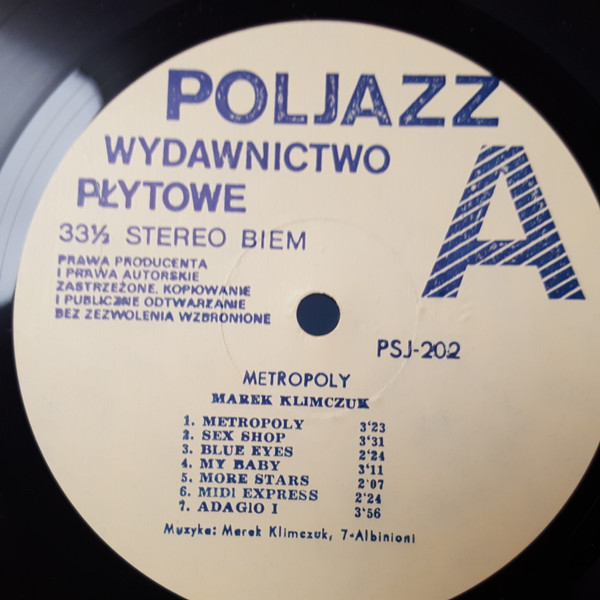 POLJAZZ
WYDAWNICTWO
PŁYTOWE
A
33⅓ STEREO BIEM
PRAWA PRODUCENTA
I PRAWA AUTORSKIE
ZASTRZEŻONE. KOPIOWANIE
I PUBLICZNE ODTWARZANIE
BEZ ZEZWOLENIA WZBRONIONE
PSJ-202
METROPOLY
MAREK KLIMCZUK
1. METROPOLY 3'23
2. SEX SHOP 3'31
3. BLUE EYES 2'24
4. MY BABY 3'11
5. MORE STARS 2'07
6. MIDI EXPRESS 2'24
7. ADAGIO I 3'56
Muzyka: Marek Klimczuk, 7-Albinioni